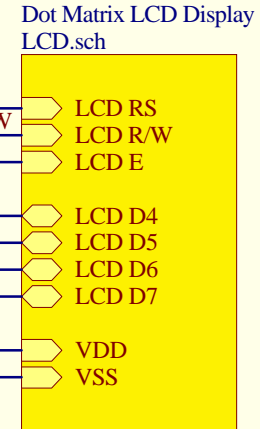 Dot Matrix LCD Display
LCD.sch
W
LCD RS
LCD R/W
LCD E
LCD D4
LCD D5
LCD D6
LCD D7
VDD
VSS